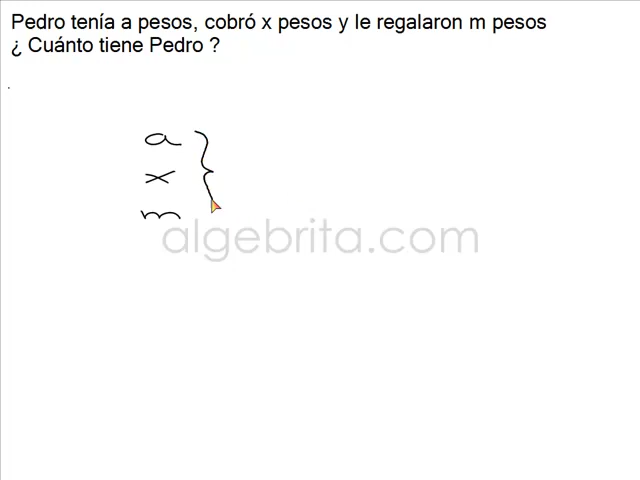 Pedro tenía a pesos, cobró x pesos y le regalaron m pesos
¿ Cuánto tiene Pedro ?
a
x
m
algebrita.com